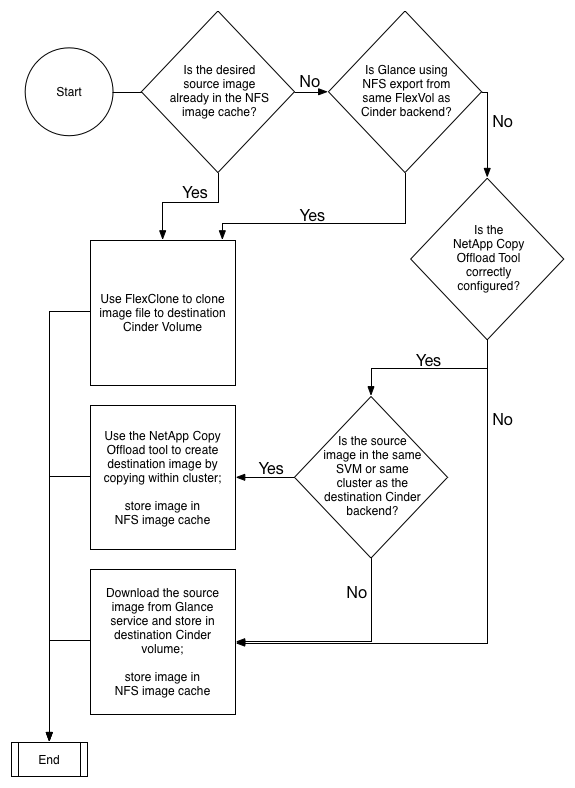 Start
Is the desired
source image
already in the NFS
image cache?
No
Is Glance using
NFS export from
same FlexVol as
Cinder backend?
No
Yes
Yes
Is the
NetApp Copy
Offload Tool
correctly
configured?
Use FlexClone to clone
image file to destination
Cinder Volume
Yes
No
Is the source
image in the same
SVM or same
cluster as the
destination Cinder
backend?
Yes
Use the NetApp Copy
Offload tool to create
destination image by
copying within cluster;
store image in
NFS image cache
No
Download the source
image from Glance
service and store in
destination Cinder
volume;
store image in
NFS image cache
End